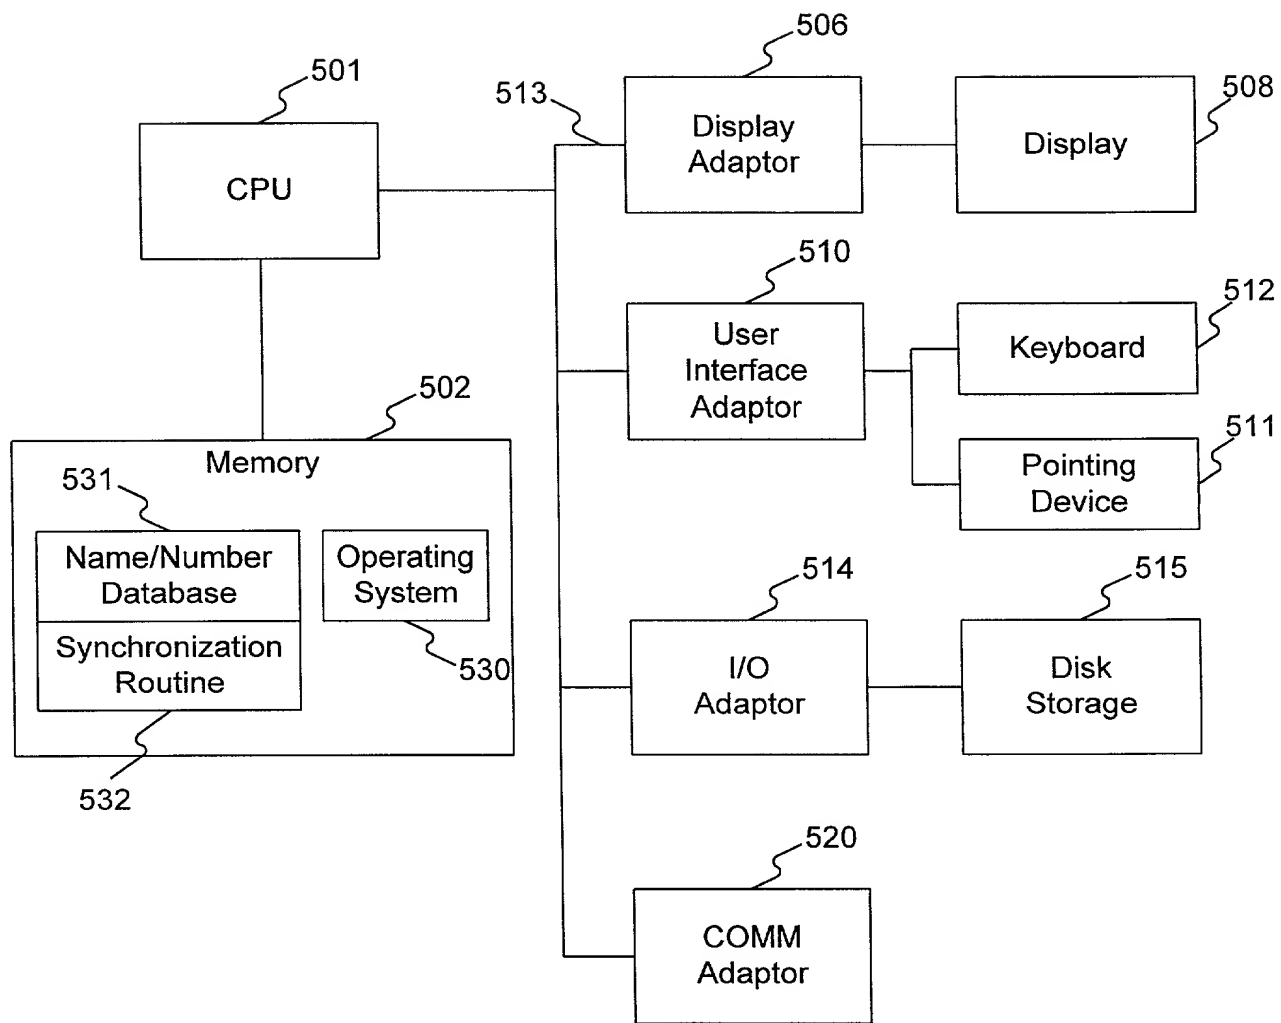 506
501
513
508
Display
Adaptor
Display
CPU
510
512
User
Interface
Adaptor
Keyboard
502
511
Memory
Pointing
Device
531
Name/Number
Database
Operating
System
514
515
Synchronization
Routine
530
I/O
Adaptor
Disk
Storage
532
520
COMM
Adaptor